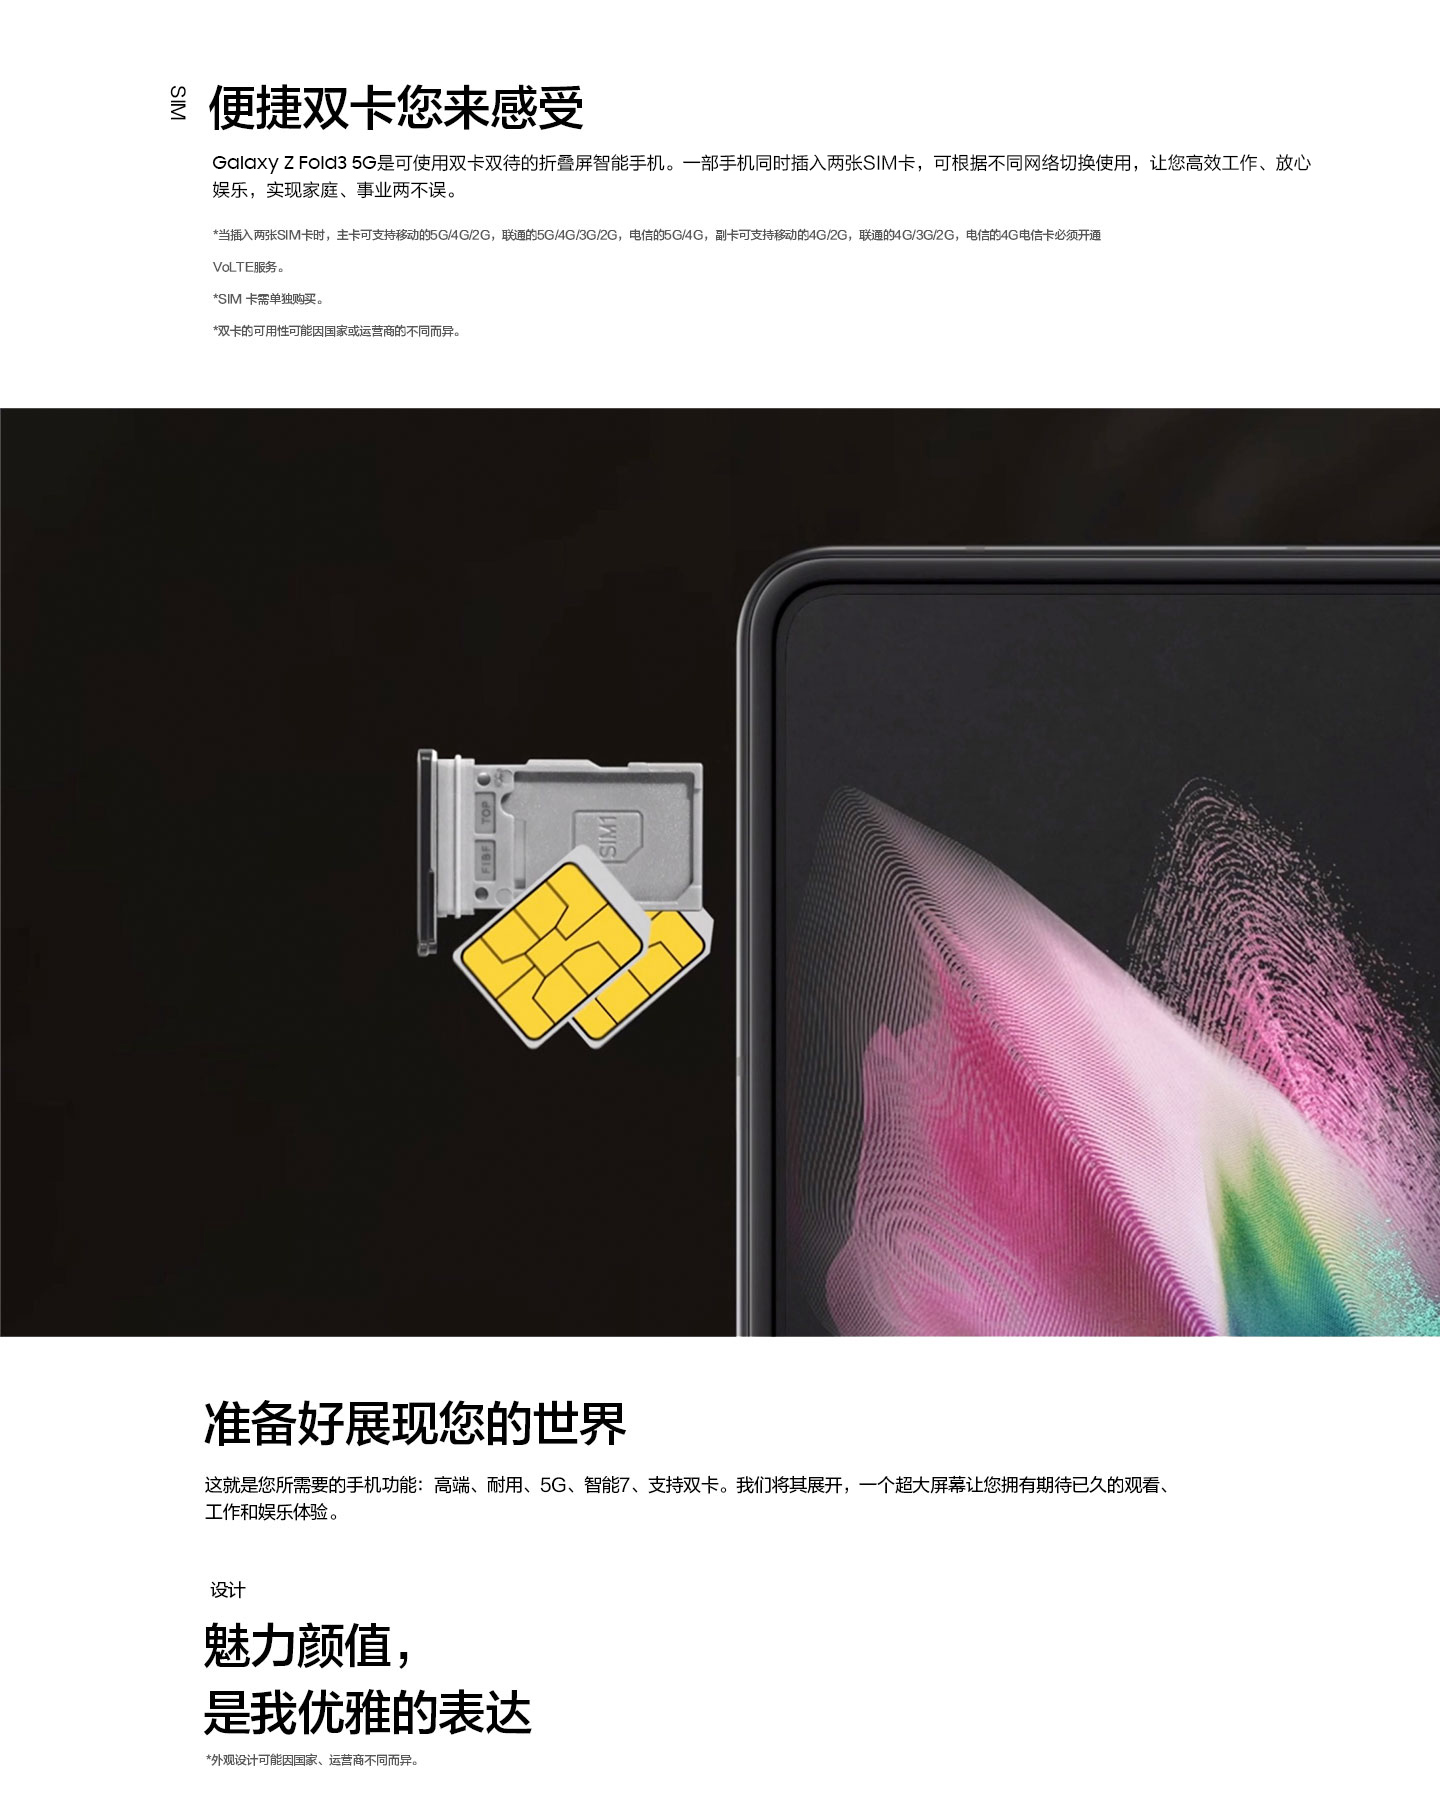 SIM
便捷双卡您来感受
Galaxy Z Fold3 5G是可使用双卡双待的折叠屏智能手机。一部手机同时插入两张SIM卡，可根据不同网络切换使用，让您高效工作、放心
娱乐，实现家庭、事业两不误。
*当插入两张SIM卡时，主卡可支持移动的5G/4G/2G，联通的5G/4G/3G/2G，电信的5G/4G，副卡可支持移动的4G/2G，联通的4G/3G/2G，电信的4G电信卡必须开通
VoLTE服务。
*SIM 卡需单独购买。
*双卡的可用性可能因国家或运营商的不同而异。
TOP
F18F
SIM1
准备好展现您的世界
这就是您所需要的手机功能：高端、耐用、5G、智能7、支持双卡。我们将其展开，一个超大屏幕让您拥有期待已久的观看、
工作和娱乐体验。
设计
魅力颜值，
是我优雅的表达
*外观设计可能因国家、运营商不同而异。